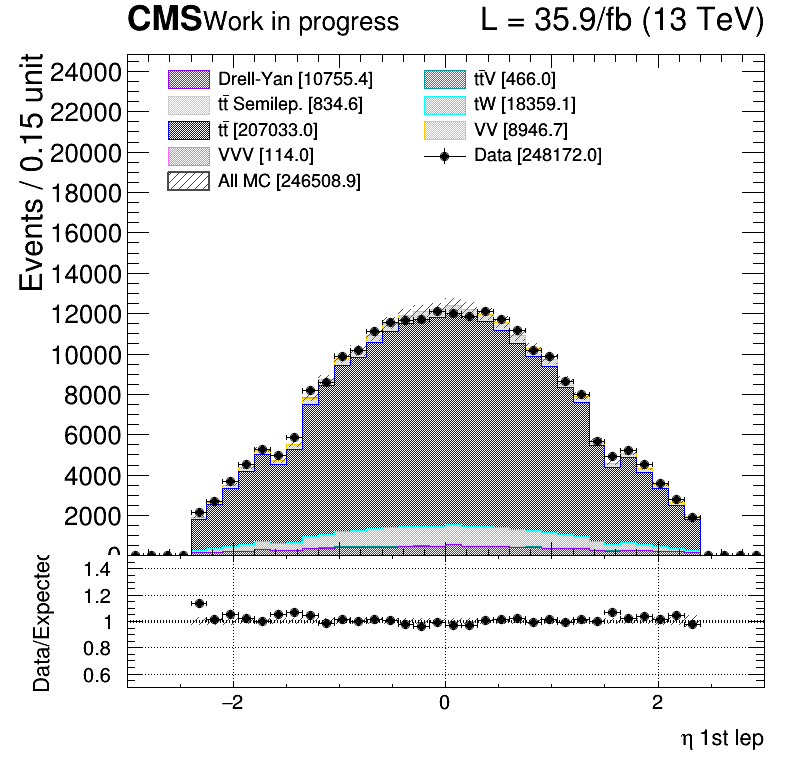 CMS Work in progress L = 35.9/fb (13 TeV)
Events / 0.15 unit
24000
22000
20000
18000
16000
14000
12000
10000
8000
6000
4000
2000
0
Drell-Yan [10755.4]
tt̄ Semilep. [834.6]
tt̄ [207033.0]
VVV [114.0]
All MC [246508.9]
tt̄V [466.0]
tW [18359.1]
VV [8946.7]
Data [248172.0]
Data/Expected
1.4
1.2
1
0.8
0.6
−2 0 2
η 1st lep